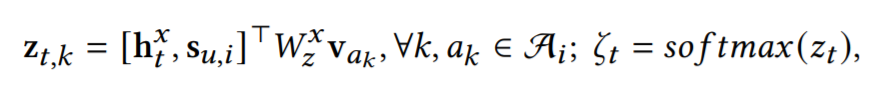 𝐳_{t,k} = [𝐡_t^x, 𝐬_{u,i}]^⊤ W_z^x 𝐯_{a_k}, ∀k, a_k ∈ 𝒜_i; ζ_t = softmax(z_t),